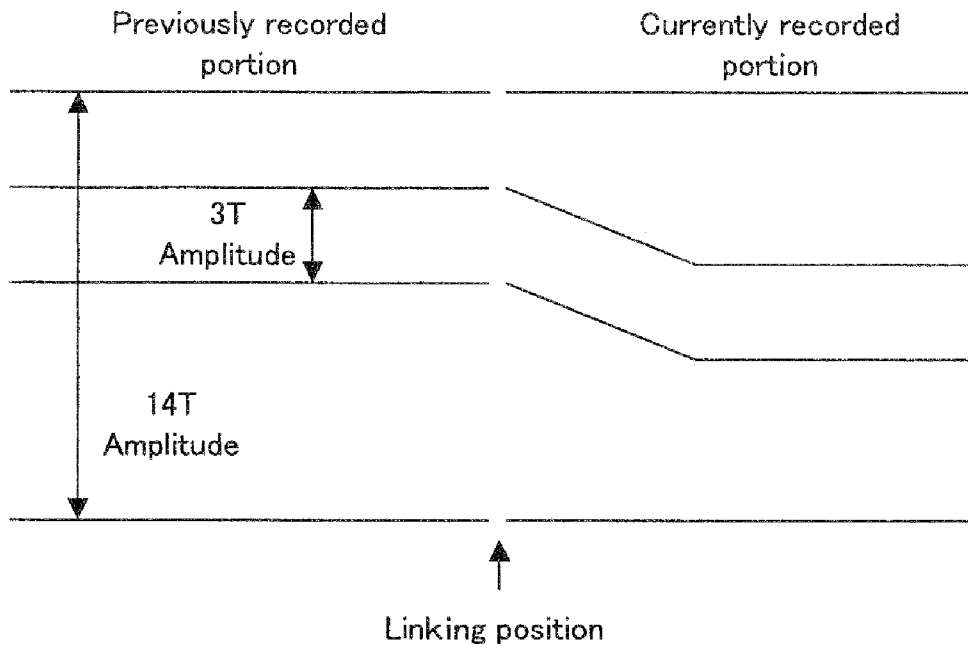 Previously recorded
portion
Currently recorded
portion
3T
Amplitude
14T
Amplitude
Linking position